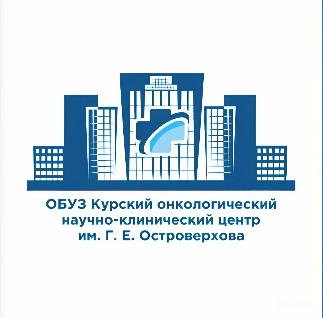 ОБУЗ Курский онкологический
научно-клинический центр
им. Г. Е. Островерхова